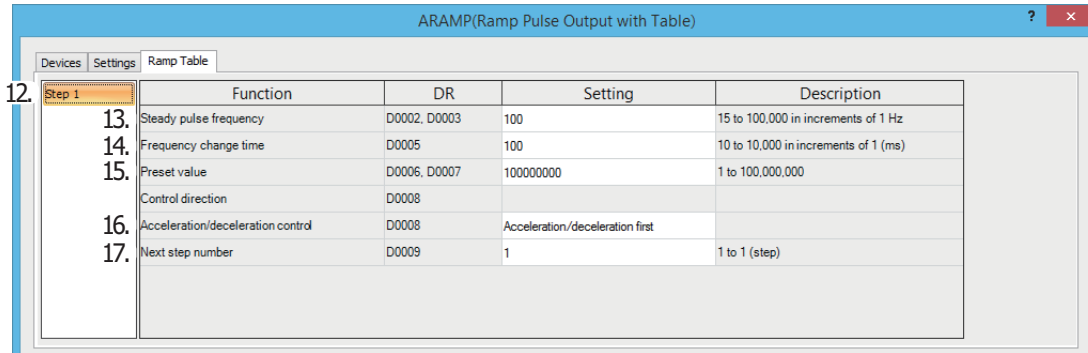 ARAMP(Ramp Pulse Output with Table) ? ×
Devices Settings Ramp Table
12. Step 1 Function DR Setting Description
13. Steady pulse frequency D0002, D0003 100 15 to 100,000 in increments of 1 Hz
14. Frequency change time D0005 100 10 to 10,000 in increments of 1 (ms)
15. Preset value D0006, D0007 100000000 1 to 100,000,000
Control direction D0008
16. Acceleration/deceleration control D0008 Acceleration/deceleration first
17. Next step number D0009 1 1 to 1 (step)